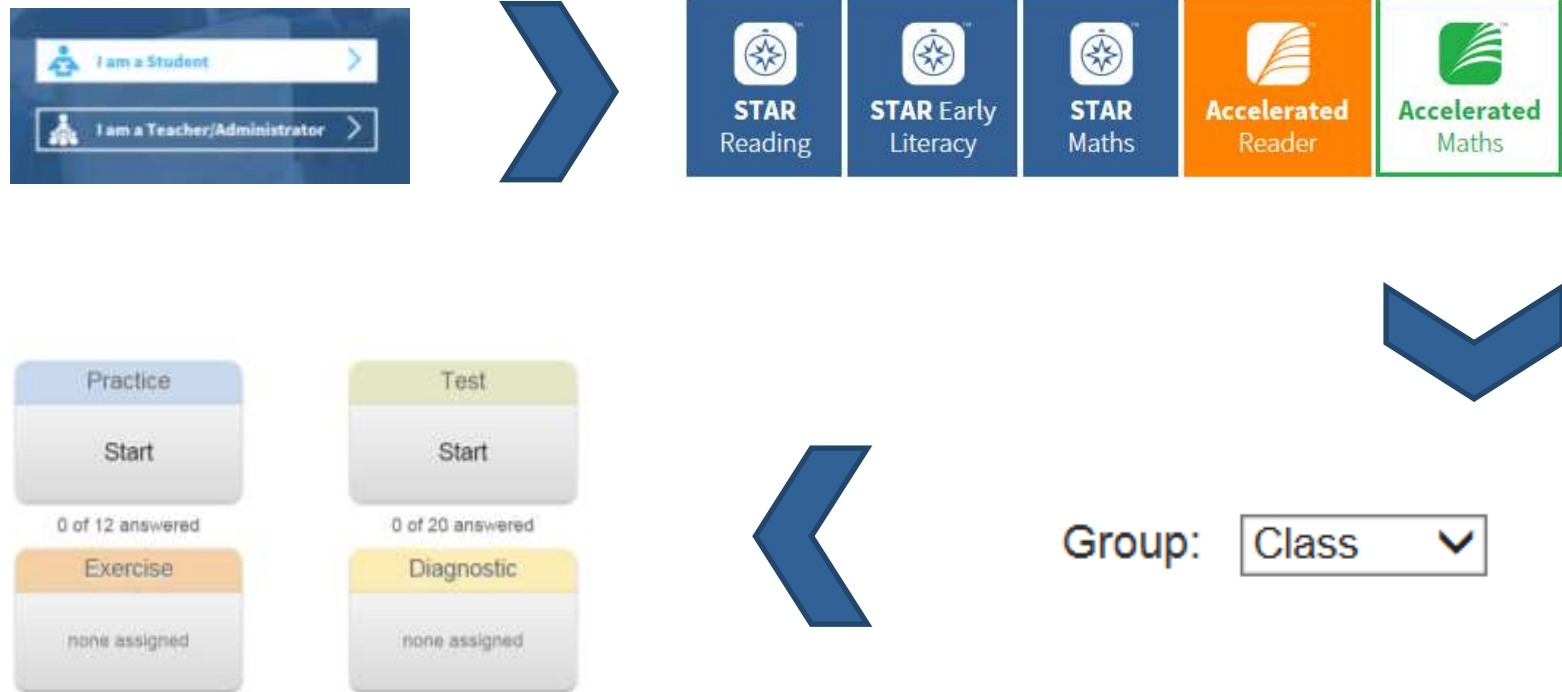 I am a Student
I am a Teacher/Administrator
STAR
Reading
STAR Early
Literacy
STAR
Maths
Accelerated
Reader
Accelerated
Maths
Group: Class
Practice
Start
0 of 12 answered
Test
Start
0 of 20 answered
Exercise
none assigned
Diagnostic
none assigned